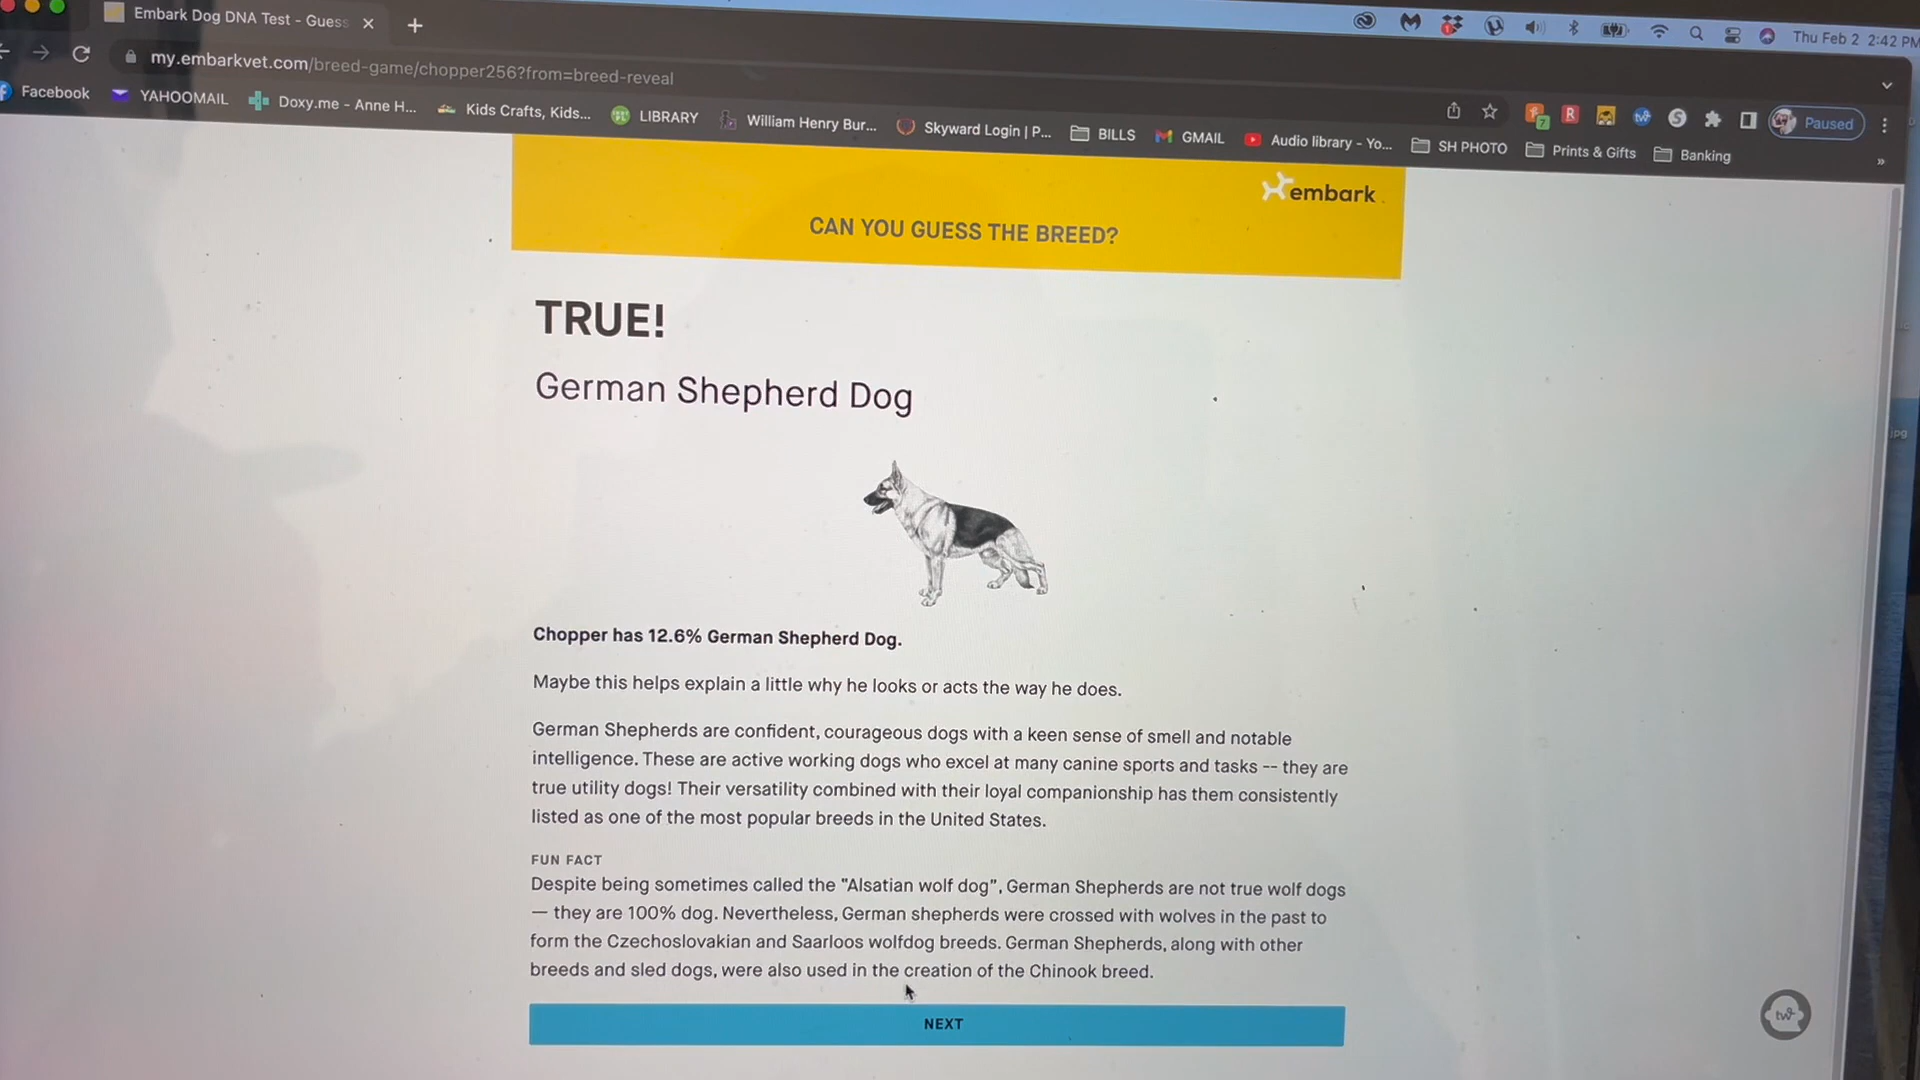 Embark Dog DNA Test - Guess
Thu Feb 2 2:42 PM
my.embarkvet.com/breed-game/chopper256?from=breed-reveal
Facebook YAHOOMAIL Doxy.me - Anne H... Kids Crafts, Kids... LIBRARY William Henry Bur... Skyward Login | P... BILLS GMAIL Audio library - Yo... SH PHOTO Prints & Gifts Banking
7 R Paused
embark
CAN YOU GUESS THE BREED?
TRUE!
German Shepherd Dog
jpg
Chopper has 12.6% German Shepherd Dog.
Maybe this helps explain a little why he looks or acts the way he does.
German Shepherds are confident, courageous dogs with a keen sense of smell and notable
intelligence. These are active working dogs who excel at many canine sports and tasks -- they are
true utility dogs! Their versatility combined with their loyal companionship has them consistently
listed as one of the most popular breeds in the United States.
FUN FACT
Despite being sometimes called the "Alsatian wolf dog", German Shepherds are not true wolf dogs
— they are 100% dog. Nevertheless, German shepherds were crossed with wolves in the past to
form the Czechoslovakian and Saarloos wolfdog breeds. German Shepherds, along with other
breeds and sled dogs, were also used in the creation of the Chinook breed.
NEXT